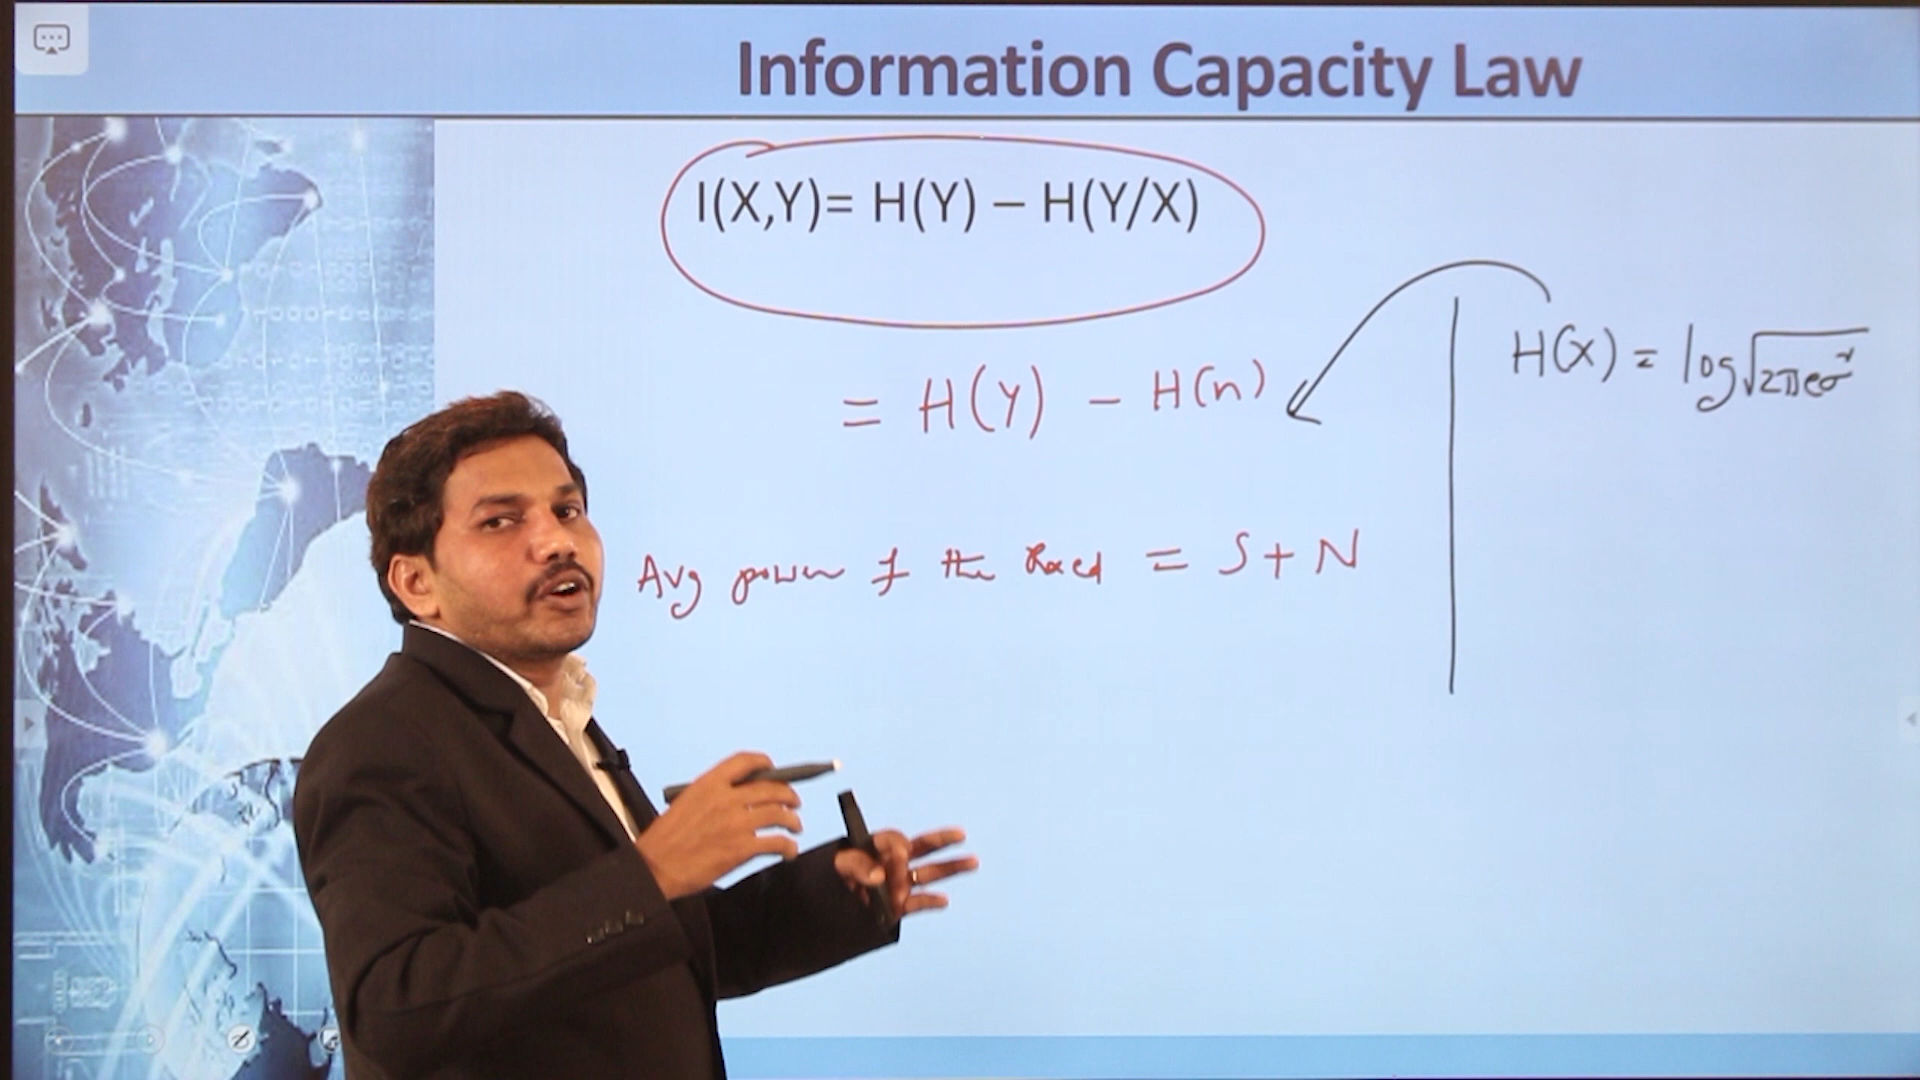 Information Capacity Law
I(X,Y)= H(Y) – H(Y/X)
= H(Y) – H(n)
H(X) = log√2πeσ²
Avg power of the Rxed = S+N